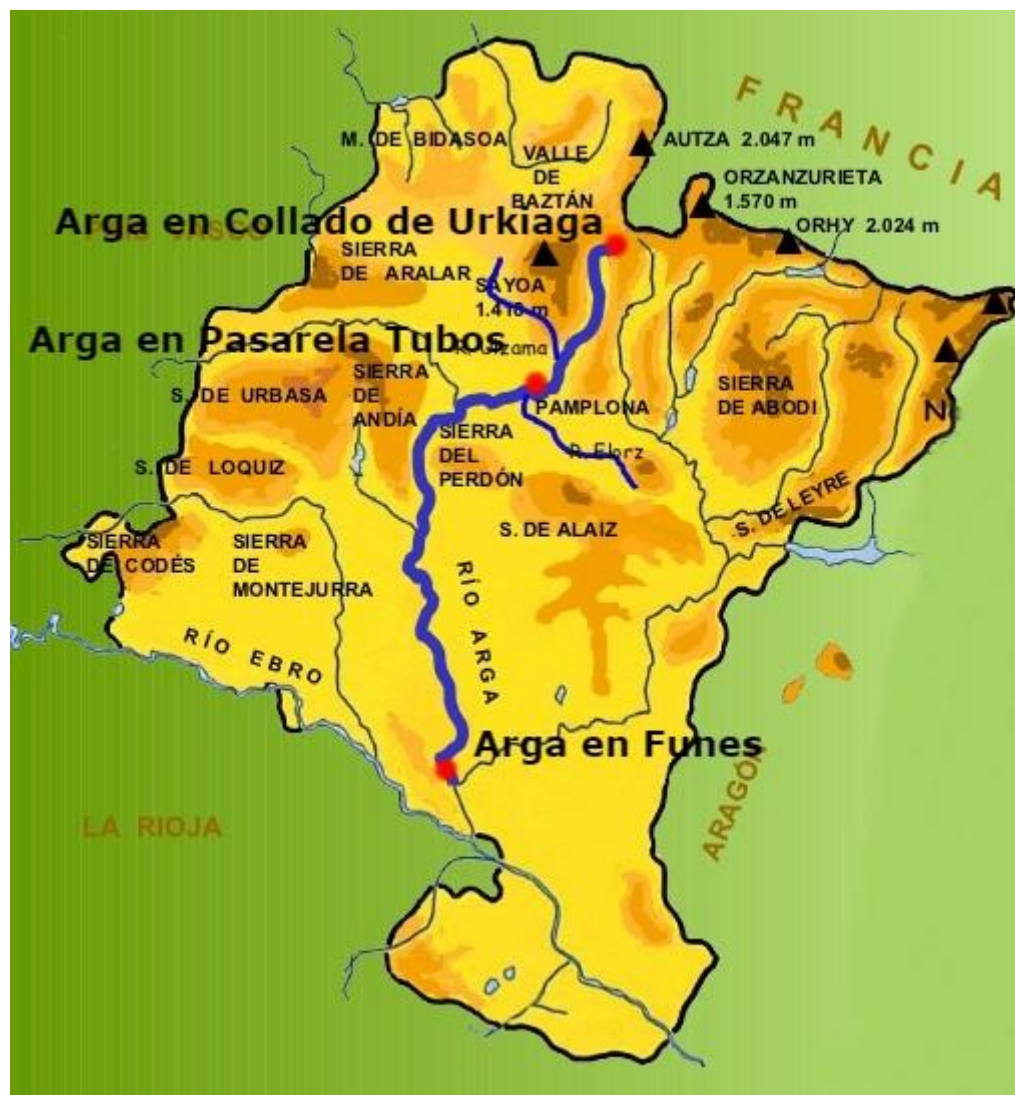 FRANCIA
M. DE BIDASOA
AUTZA 2.047 m
VALLE
DE
BAZTÁN
ORZANZURIETA
1.570 m
Arga en Collado de Urkiaga
ORHY 2.024 m
SIERRA
DE ARALAR
SAYOA
1.418 m
Arga en Pasarela Tubos
S. DE URBASA
SIERRA
DE
ANDÍA
PAMPLONA
SIERRA
DE ABODI
N
SIERRA
DEL
PERDÓN
R. Elorz
S. DE LOQUIZ
S. DE LEYRE
S. DE ALAIZ
SIERRA
DE CODÉS
SIERRA
DE
MONTEJURRA
RÍO ARGA
RÍO EBRO
Arga en Funes
ARAGÓN
LA RIOJA